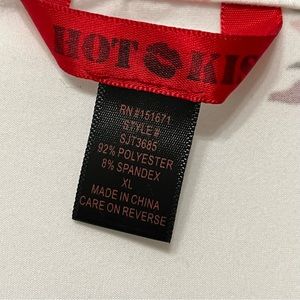 HOT KIS
RN #151671
STYLE #
SJT3685
92% POLYESTER
8% SPANDEX
XL
MADE IN CHINA
CARE ON REVERSE